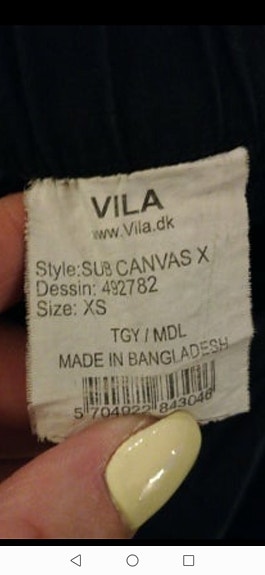 VILA
www.Vila.dk
Style:SUB CANVAS X
Dessin: 492782
Size: XS
TGY / MDL
MADE IN BANGLADESH
5 704922 843046